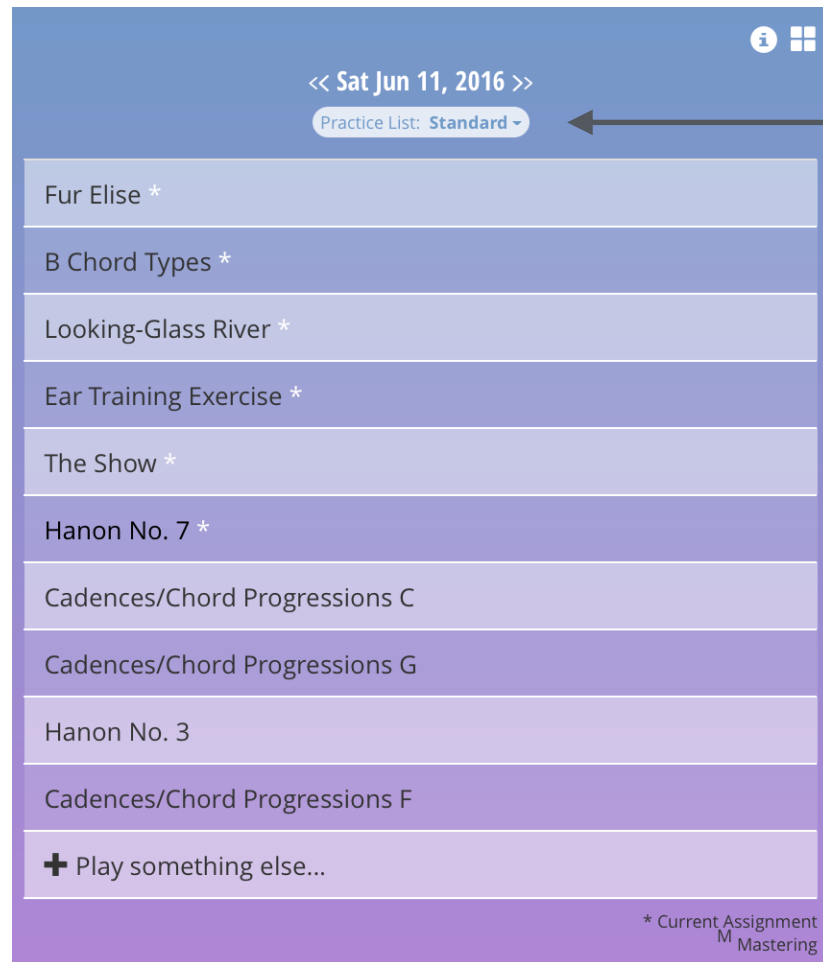 << Sat Jun 11, 2016 >>
Practice List: Standard
Fur Elise *
B Chord Types *
Looking-Glass River *
Ear Training Exercise *
The Show *
Hanon No. 7 *
Cadences/Chord Progressions C
Cadences/Chord Progressions G
Hanon No. 3
Cadences/Chord Progressions F
+ Play something else...
* Current Assignment
M Mastering